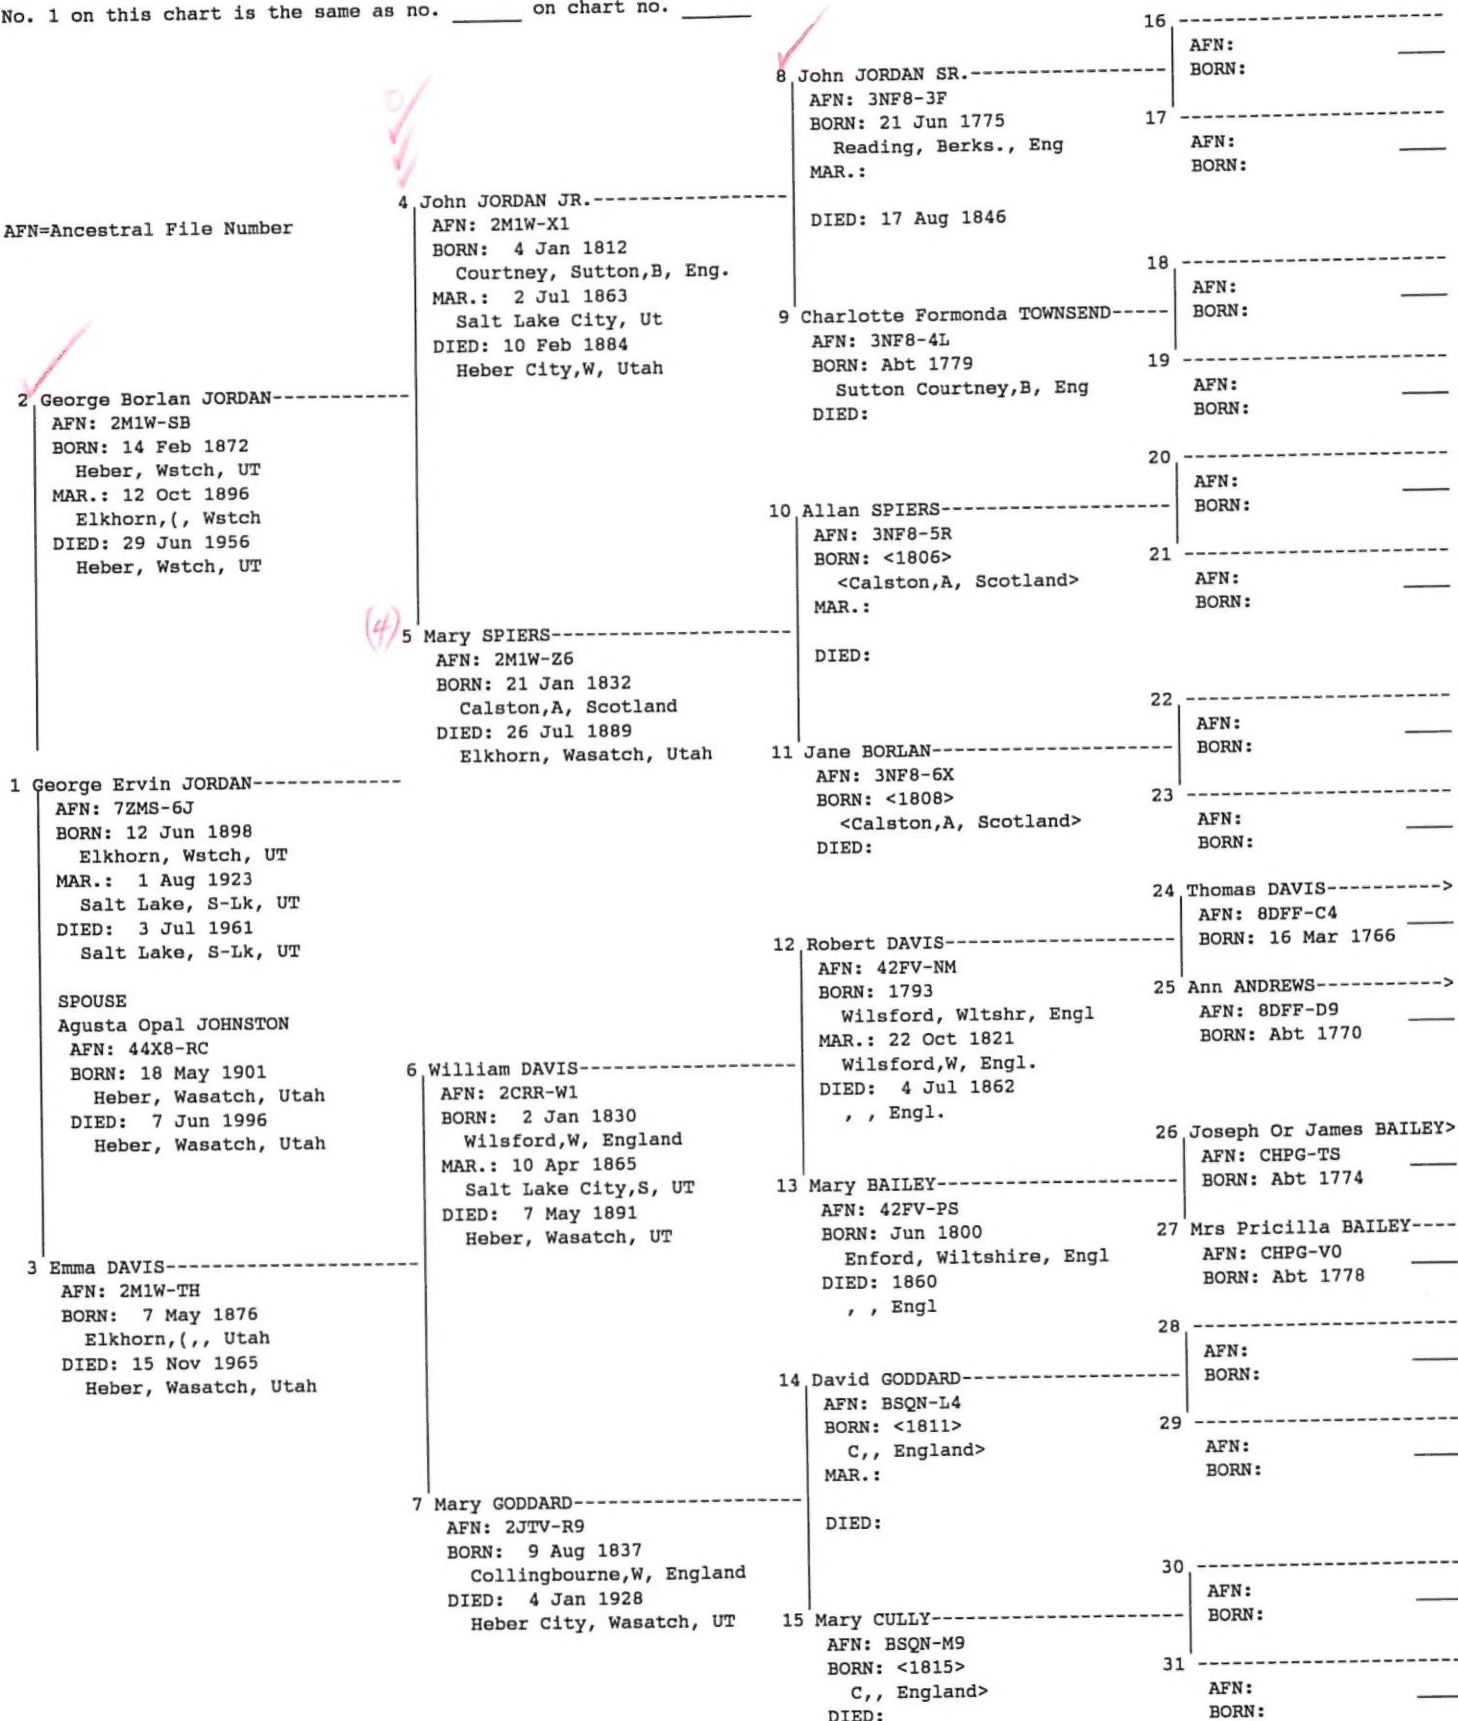 No. 1 on this chart is the same as no. ______ on chart no. ______
AFN=Ancestral File Number
2 George Borlan JORDAN------------
AFN: 2M1W-SB
BORN: 14 Feb 1872
Heber, Wstch, UT
MAR.: 12 Oct 1896
Elkhorn,(, Wstch
DIED: 29 Jun 1956
Heber, Wstch, UT
1 George Ervin JORDAN-------------
AFN: 7ZMS-6J
BORN: 12 Jun 1898
Elkhorn, Wstch, UT
MAR.: 1 Aug 1923
Salt Lake, S-Lk, UT
DIED: 3 Jul 1961
Salt Lake, S-Lk, UT
SPOUSE
Agusta Opal JOHNSTON
AFN: 44X8-RC
BORN: 18 May 1901
Heber, Wasatch, Utah
DIED: 7 Jun 1996
Heber, Wasatch, Utah
3 Emma DAVIS----------------------
AFN: 2M1W-TH
BORN: 7 May 1876
Elkhorn,(,, Utah
DIED: 15 Nov 1965
Heber, Wasatch, Utah
4 John JORDAN JR.-----------------
AFN: 2M1W-X1
BORN: 4 Jan 1812
Courtney, Sutton,B, Eng.
MAR.: 2 Jul 1863
Salt Lake City, Ut
DIED: 10 Feb 1884
Heber City,W, Utah
(4)
5 Mary SPIERS---------------------
AFN: 2M1W-Z6
BORN: 21 Jan 1832
Calston,A, Scotland
DIED: 26 Jul 1889
Elkhorn, Wasatch, Utah
6 William DAVIS-------------------
AFN: 2CRR-W1
BORN: 2 Jan 1830
Wilsford,W, England
MAR.: 10 Apr 1865
Salt Lake City,S, UT
DIED: 7 May 1891
Heber, Wasatch, UT
7 Mary GODDARD--------------------
AFN: 2JTV-R9
BORN: 9 Aug 1837
Collingbourne,W, England
DIED: 4 Jan 1928
Heber City, Wasatch, UT
8 John JORDAN SR.-----------------
AFN: 3NF8-3F
BORN: 21 Jun 1775
Reading, Berks., Eng
MAR.:
DIED: 17 Aug 1846
9 Charlotte Formonda TOWNSEND-----
AFN: 3NF8-4L
BORN: Abt 1779
Sutton Courtney,B, Eng
DIED:
10 Allan SPIERS--------------------
AFN: 3NF8-5R
BORN: <1806>
<Calston,A, Scotland>
MAR.:
DIED:
11 Jane BORLAN---------------------
AFN: 3NF8-6X
BORN: <1808>
<Calston,A, Scotland>
DIED:
12 Robert DAVIS--------------------
AFN: 42FV-NM
BORN: 1793
Wilsford, Wltshr, Engl
MAR.: 22 Oct 1821
Wilsford,W, Engl.
DIED: 4 Jul 1862
, , Engl.
13 Mary BAILEY---------------------
AFN: 42FV-PS
BORN: Jun 1800
Enford, Wiltshire, Engl
DIED: 1860
, , Engl
14 David GODDARD-------------------
AFN: BSQN-L4
BORN: <1811>
C,, England>
MAR.:
DIED:
15 Mary CULLY----------------------
AFN: BSQN-M9
BORN: <1815>
C,, England>
DIED:
16 -----------------------
AFN: ____
BORN:
17 -----------------------
AFN: ____
BORN:
18 -----------------------
AFN: ____
BORN:
19 -----------------------
AFN: ____
BORN:
20 -----------------------
AFN: ____
BORN:
21 -----------------------
AFN: ____
BORN:
22 -----------------------
AFN: ____
BORN:
23 -----------------------
AFN: ____
BORN:
24 Thomas DAVIS---------->
AFN: 8DFF-C4 ____
BORN: 16 Mar 1766
25 Ann ANDREWS----------->
AFN: 8DFF-D9 ____
BORN: Abt 1770
26 Joseph Or James BAILEY>
AFN: CHPG-TS ____
BORN: Abt 1774
27 Mrs Pricilla BAILEY----
AFN: CHPG-V0 ____
BORN: Abt 1778
28 -----------------------
AFN: ____
BORN:
29 -----------------------
AFN: ____
BORN:
30 -----------------------
AFN: ____
BORN:
31 -----------------------
AFN: ____
BORN: